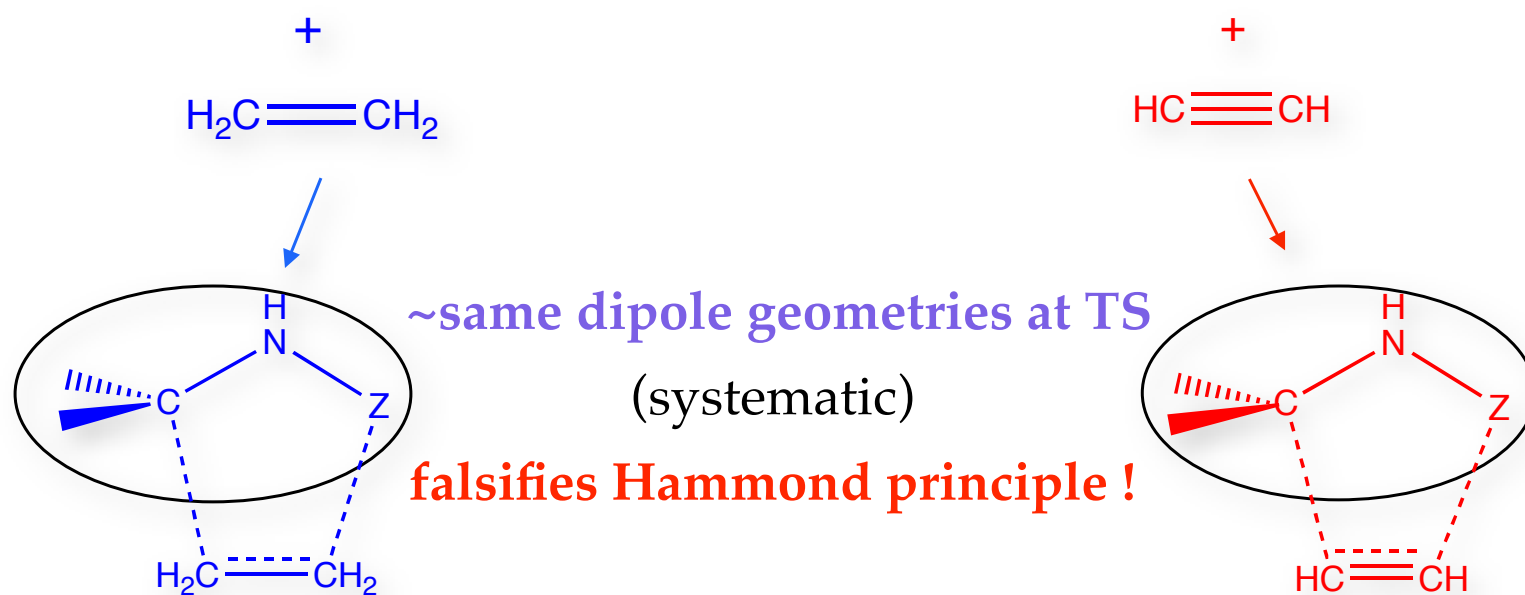 + +
H2C CH2 HC CH
H H
N N
~same dipole geometries at TS
C Z C Z
(systematic)
falsifies Hammond principle !
H2C CH2 HC CH